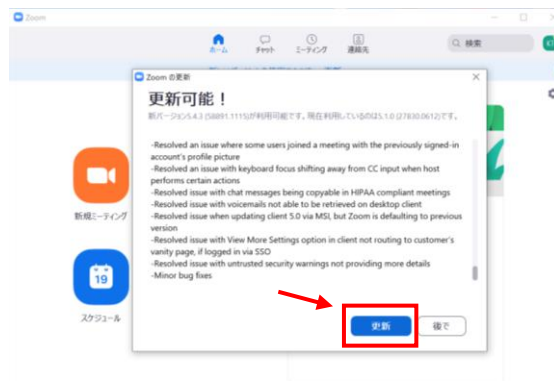 Zoom
ホーム
チャット
ミーティング
連絡先
検索
Zoom の更新
更新可能！
新バージョン5.4.3 (58891.1115)が利用可能です。現在利用しているのは5.1.0 (27830.0612)です。
-Resolved an issue where some users joined a meeting with the previously signed-in
account's profile picture
-Resolved an issue with keyboard focus shifting away from CC input when host
performs certain actions
-Resolved issue with chat messages being copyable in HIPAA compliant meetings
-Resolved issue with voicemails not able to be retrieved on desktop client
-Resolved issue when updating client 5.0 via MSI, but Zoom is defaulting to previous
version
-Resolved issue with View More Settings option in client not routing to customer's
vanity page, if logged in via SSO
-Resolved issue with untrusted security warnings not providing more details
-Minor bug fixes
新規ミーティング
19
スケジュール
更新
後で